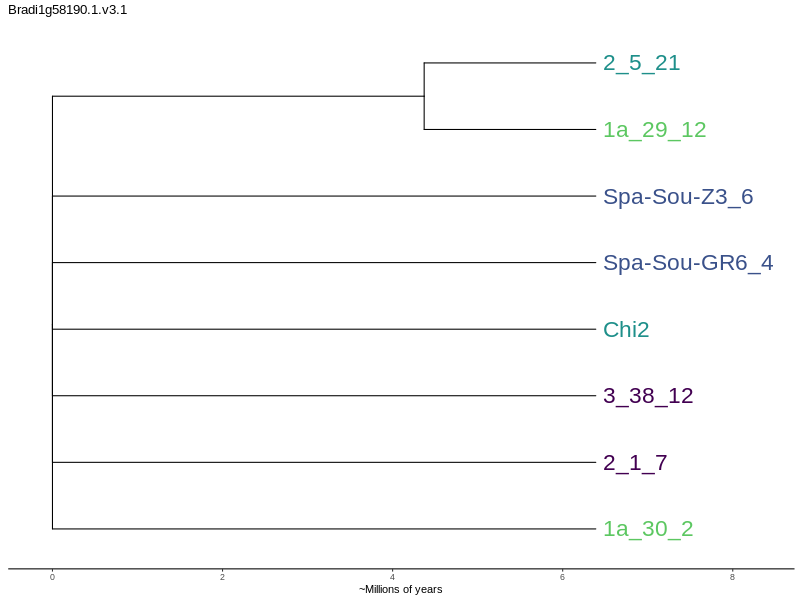 Bradi1g58190.1.v3.1
2_5_21
1a_29_12
Spa-Sou-Z3_6
Spa-Sou-GR6_4
Chi2
3_38_12
2_1_7
1a_30_2
0 2 4 6 8
~Millions of years